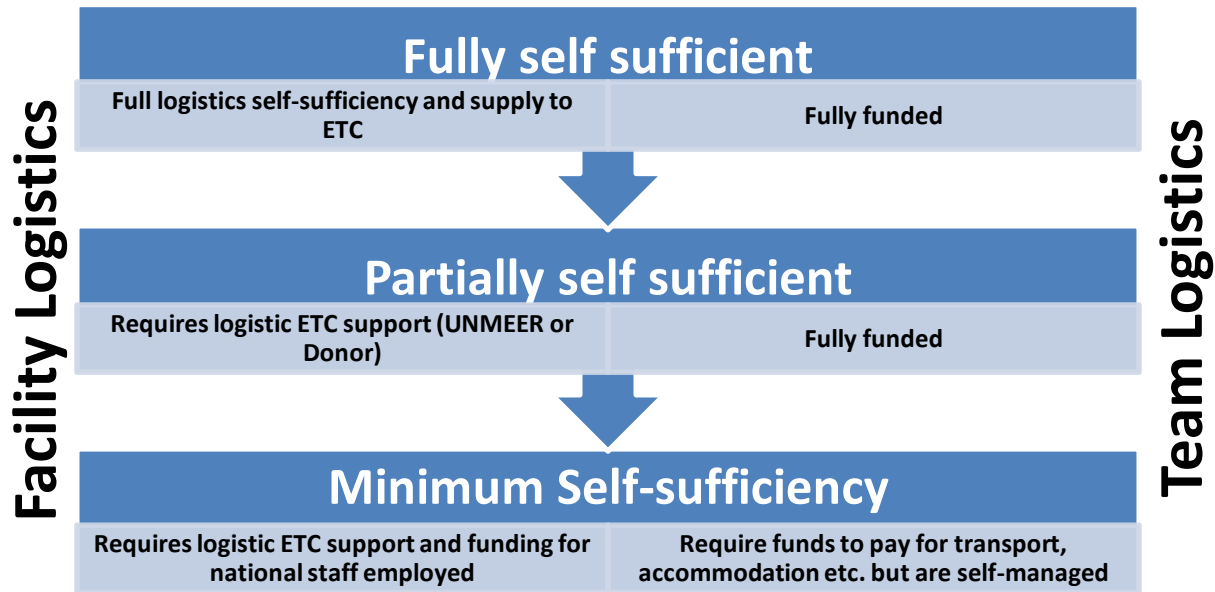 Facility Logistics
Fully self sufficient
Full logistics self-sufficiency and supply to
ETC
Fully funded
Partially self sufficient
Requires logistic ETC support (UNMEER or
Donor)
Fully funded
Minimum Self-sufficiency
Requires logistic ETC support and funding for
national staff employed
Require funds to pay for transport,
accommodation etc. but are self-managed
Team Logistics